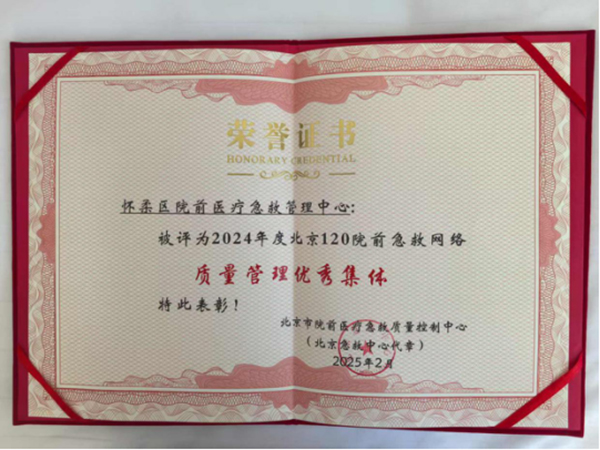 荣誉证书
HONORARY CREDENTIAL
怀柔区院前医疗急救管理中心:
被评为2024年度北京120院前急救网络
质量管理优秀集体
特此表彰！
北京市院前医疗急救质量控制中心
（北京急救中心代章）
2025年2月